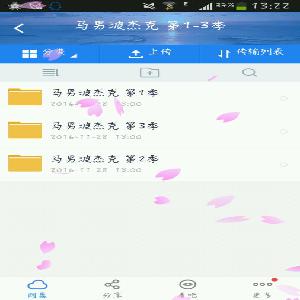 13:22
马男波杰克 第1-3季
分类 上传 传输列表
马男波杰克 第1季
2016-11-28 13:00
马男波杰克 第3季
2016-11-28 13:00
马男波杰克 第2季
2016-11-28 13:00
网盘 分享 更多